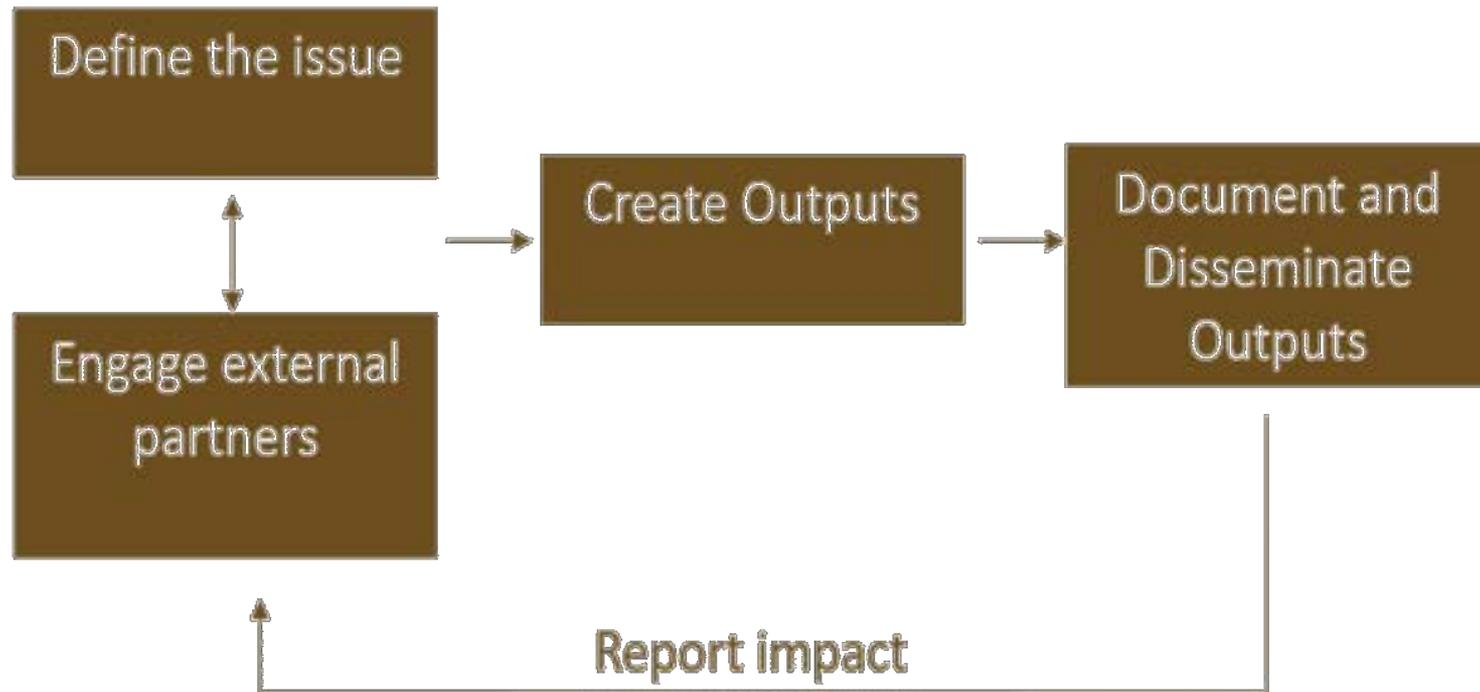 Define the issue
Engage external
partners
Create Outputs
Document and
Disseminate
Outputs
Report impact